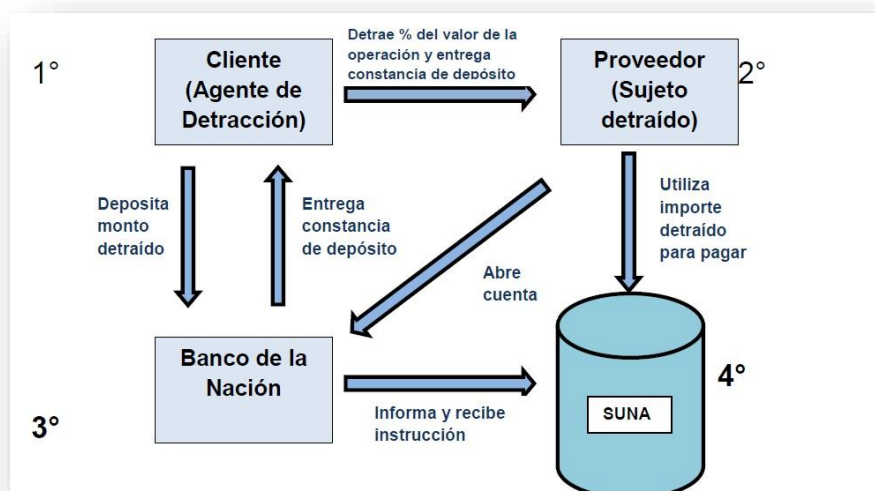 1°
Cliente
(Agente de
Detracción)
Detrae % del valor de la
operación y entrega
constancia de depósito
Proveedor
(Sujeto
detraído)
2°
Deposita
monto
detraído
Entrega
constancia
de depósito
Utiliza
importe
detraído
para pagar
Abre
cuenta
Banco de la
Nación
3°
Informa y recibe
instrucción
SUNA
4°